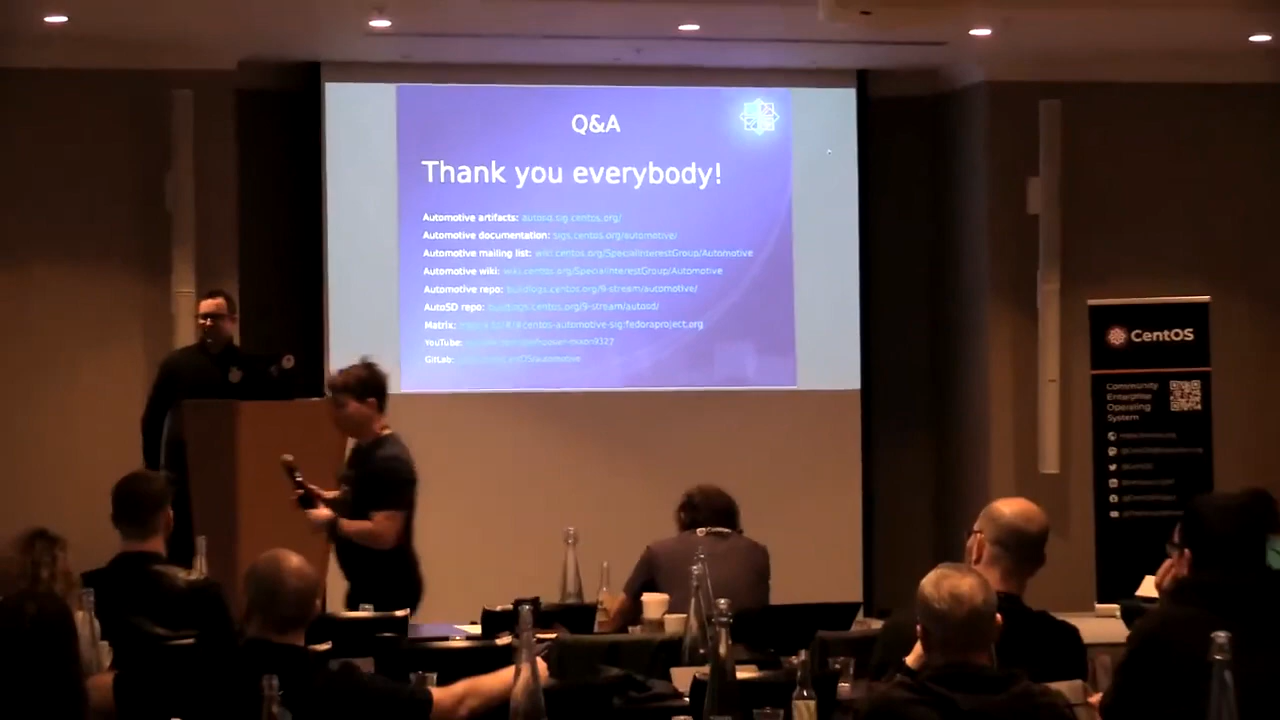 Q&A
Thank you everybody!
Automotive artifacts: autosd.sig.centos.org/
Automotive documentation: sigs.centos.org/automotive/
Automotive mailing list: wiki.centos.org/SpecialInterestGroup/Automotive
Automotive wiki: wiki.centos.org/SpecialInterestGroup/Automotive
Automotive repo: buildlogs.centos.org/9-stream/automotive/
AutoSD repo: buildlogs.centos.org/9-stream/autosd/
Matrix:
YouTube:
GitLab:
CentOS
Community
Enterprise
Operating
System